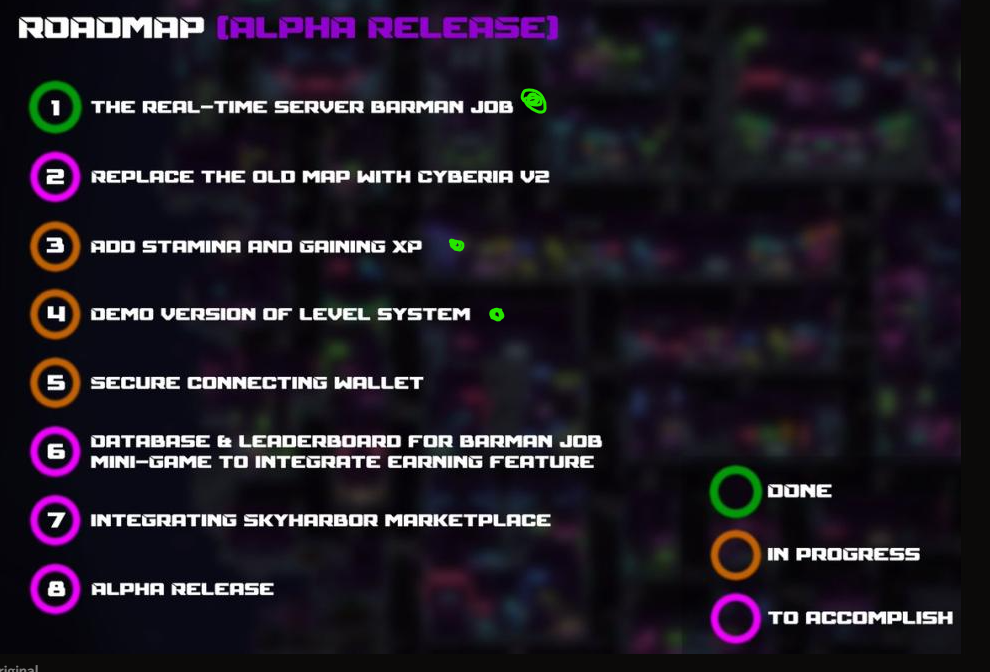 ROADMAP [ALPHA RELEASE]
1 THE REAL-TIME SERVER BARMAN JOB
2 REPLACE THE OLD MAP WITH CYBERIA V2
3 ADD STAMINA AND GAINING XP
4 DEMO VERSION OF LEVEL SYSTEM
5 SECURE CONNECTING WALLET
6 DATABASE & LEADERBOARD FOR BARMAN JOB
MINI-GAME TO INTEGRATE EARNING FEATURE
7 INTEGRATING SKYHARBOR MARKETPLACE
8 ALPHA RELEASE
DONE
IN PROGRESS
TO ACCOMPLISH